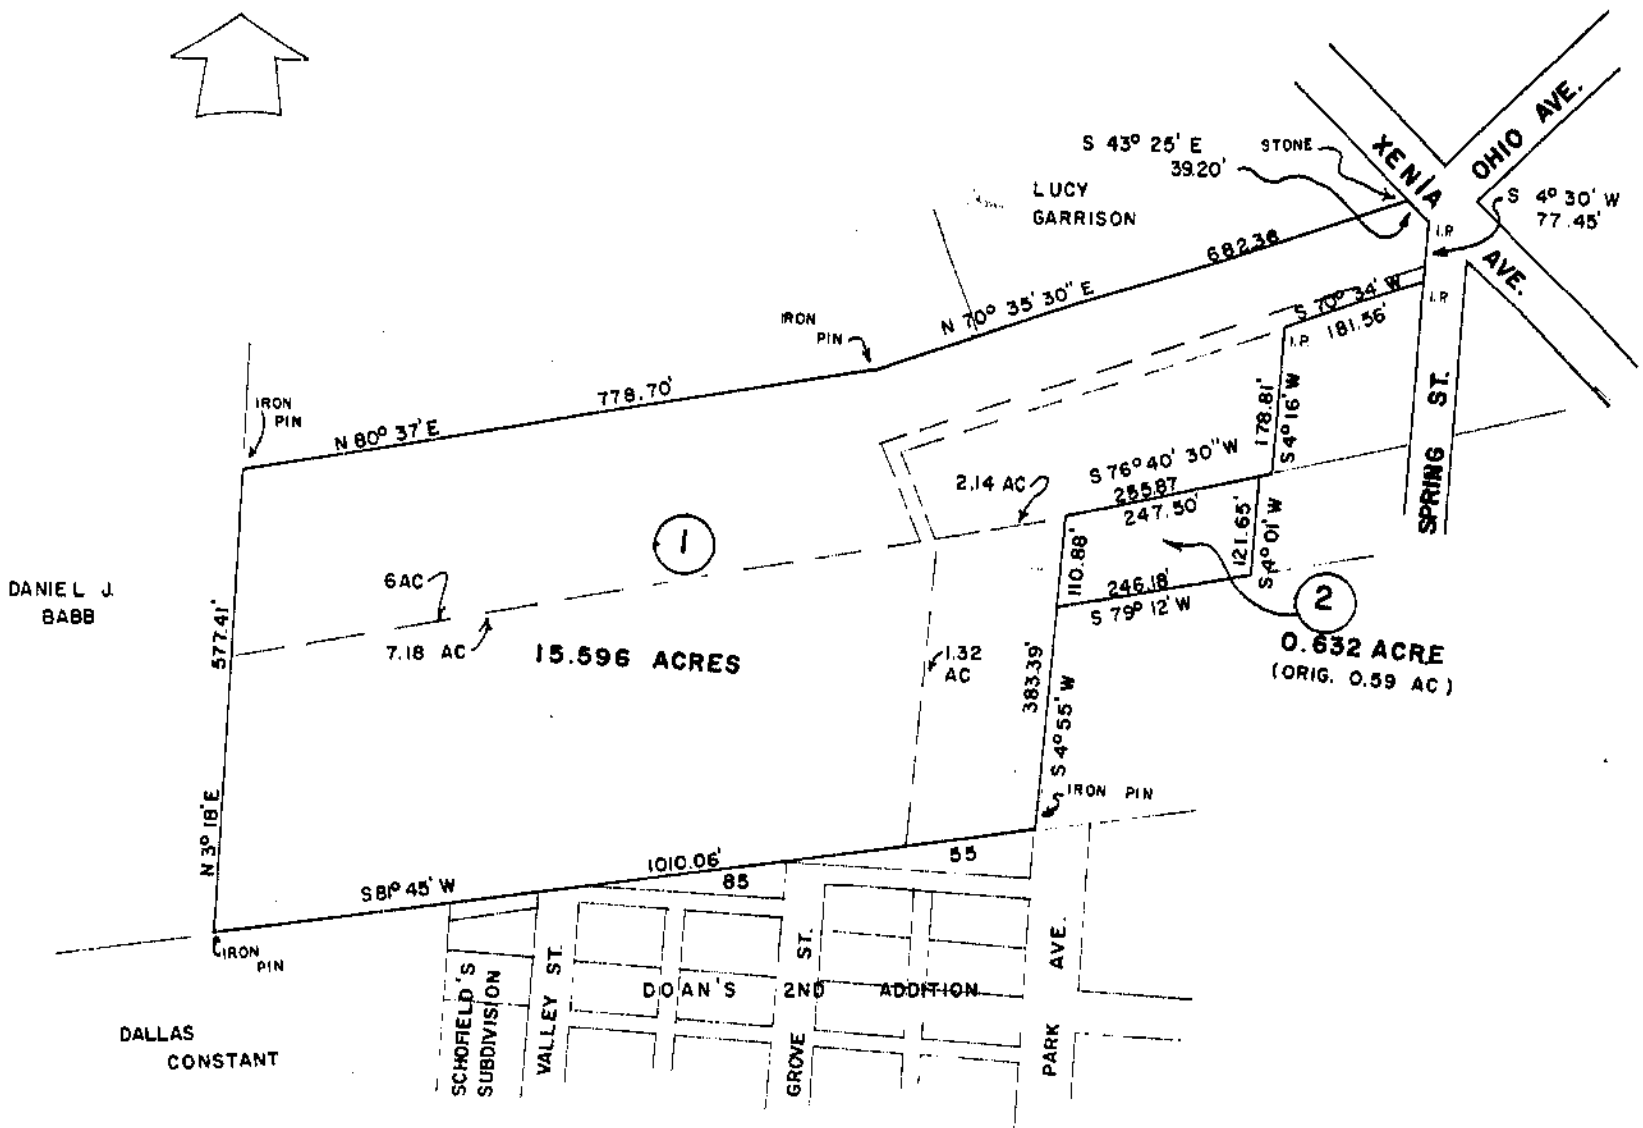 XENIA
AVE.
OHIO AVE.
S 43° 25' E
39.20'
STONE
S 4° 30' W
77.45'
LUCY
GARRISON
I.P.
682.36
S 70° 34' W
181.56'
I.P.
I.P.
N 70° 35' 30" E
IRON
PIN
778.70'
N 80° 37' E
IRON
PIN
178.81'
S 4° 16' W
SPRING ST.
S 76° 40' 30" W
255.87
247.50'
2.14 AC
110.88'
121.65'
S 4° 01' W
1
6 AC
7.18 AC
15.596 ACRES
246.18'
S 79° 12' W
2
0.632 ACRE
(ORIG. 0.59 AC)
DANIEL J.
BABB
577.41'
N 3° 18' E
1.32
AC
383.39'
S 4° 55' W
IRON PIN
1010.06'
S 81° 45' W
85
55
IRON
PIN
DALLAS
CONSTANT
SCHOFIELD'S
SUBDIVISION
VALLEY ST.
DOAN'S 2ND ADDITION
GROVE ST.
PARK AVE.